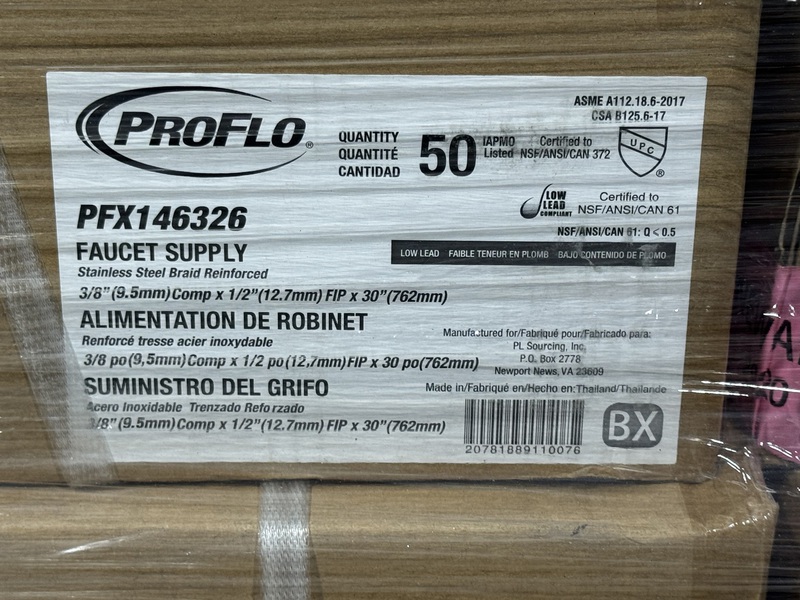 PROFLO®
QUANTITY
QUANTITÉ
CANTIDAD
50
IAPMO
Listed
Certified to
NSF/ANSI/CAN 372
ASME A112.18.6-2017
CSA B125.6-17
UPC
®
LOW
LEAD
COMPLIANT
Certified to
NSF/ANSI/CAN 61
NSF/ANSI/CAN 61: Q < 0.5
LOW LEAD FAIBLE TENEUR EN PLOMB BAJO CONTENIDO DE PLOMO
PFX146326
FAUCET SUPPLY
Stainless Steel Braid Reinforced
3/8"(9.5mm)Comp x 1/2"(12.7mm) FIP x 30"(762mm)
ALIMENTATION DE ROBINET
Renforcé tresse acier inoxydable
3/8 po(9,5mm)Comp x 1/2 po(12,7mm)FIP x 30 po(762mm)
SUMINISTRO DEL GRIFO
Acero Inoxidable Trenzado Reforzado
3/8"(9.5mm)Comp x 1/2"(12.7mm) FIP x 30"(762mm)
Manufactured for/Fabriqué pour/Fabricado para:
PL Sourcing, Inc.
P.O. Box 2778
Newport News, VA 23609
Made in/Fabriqué en/Hecho en:Thailand/Thaïlande
20781889110076
BX